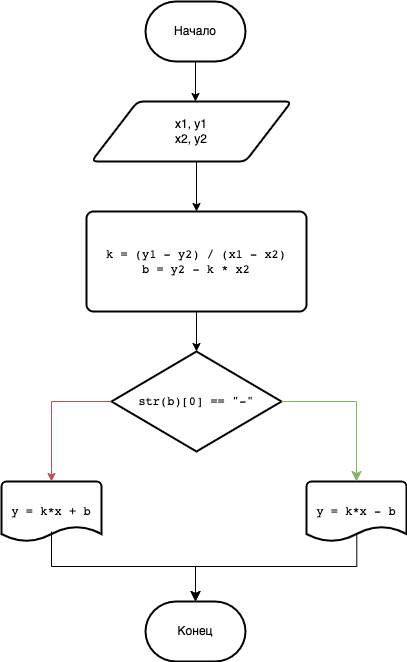 Начало
x1, y1
x2, y2
k = (y1 - y2) / (x1 - x2)
b = y2 - k * x2
str(b)[0] == "-"
y = k*x + b
y = k*x - b
Конец